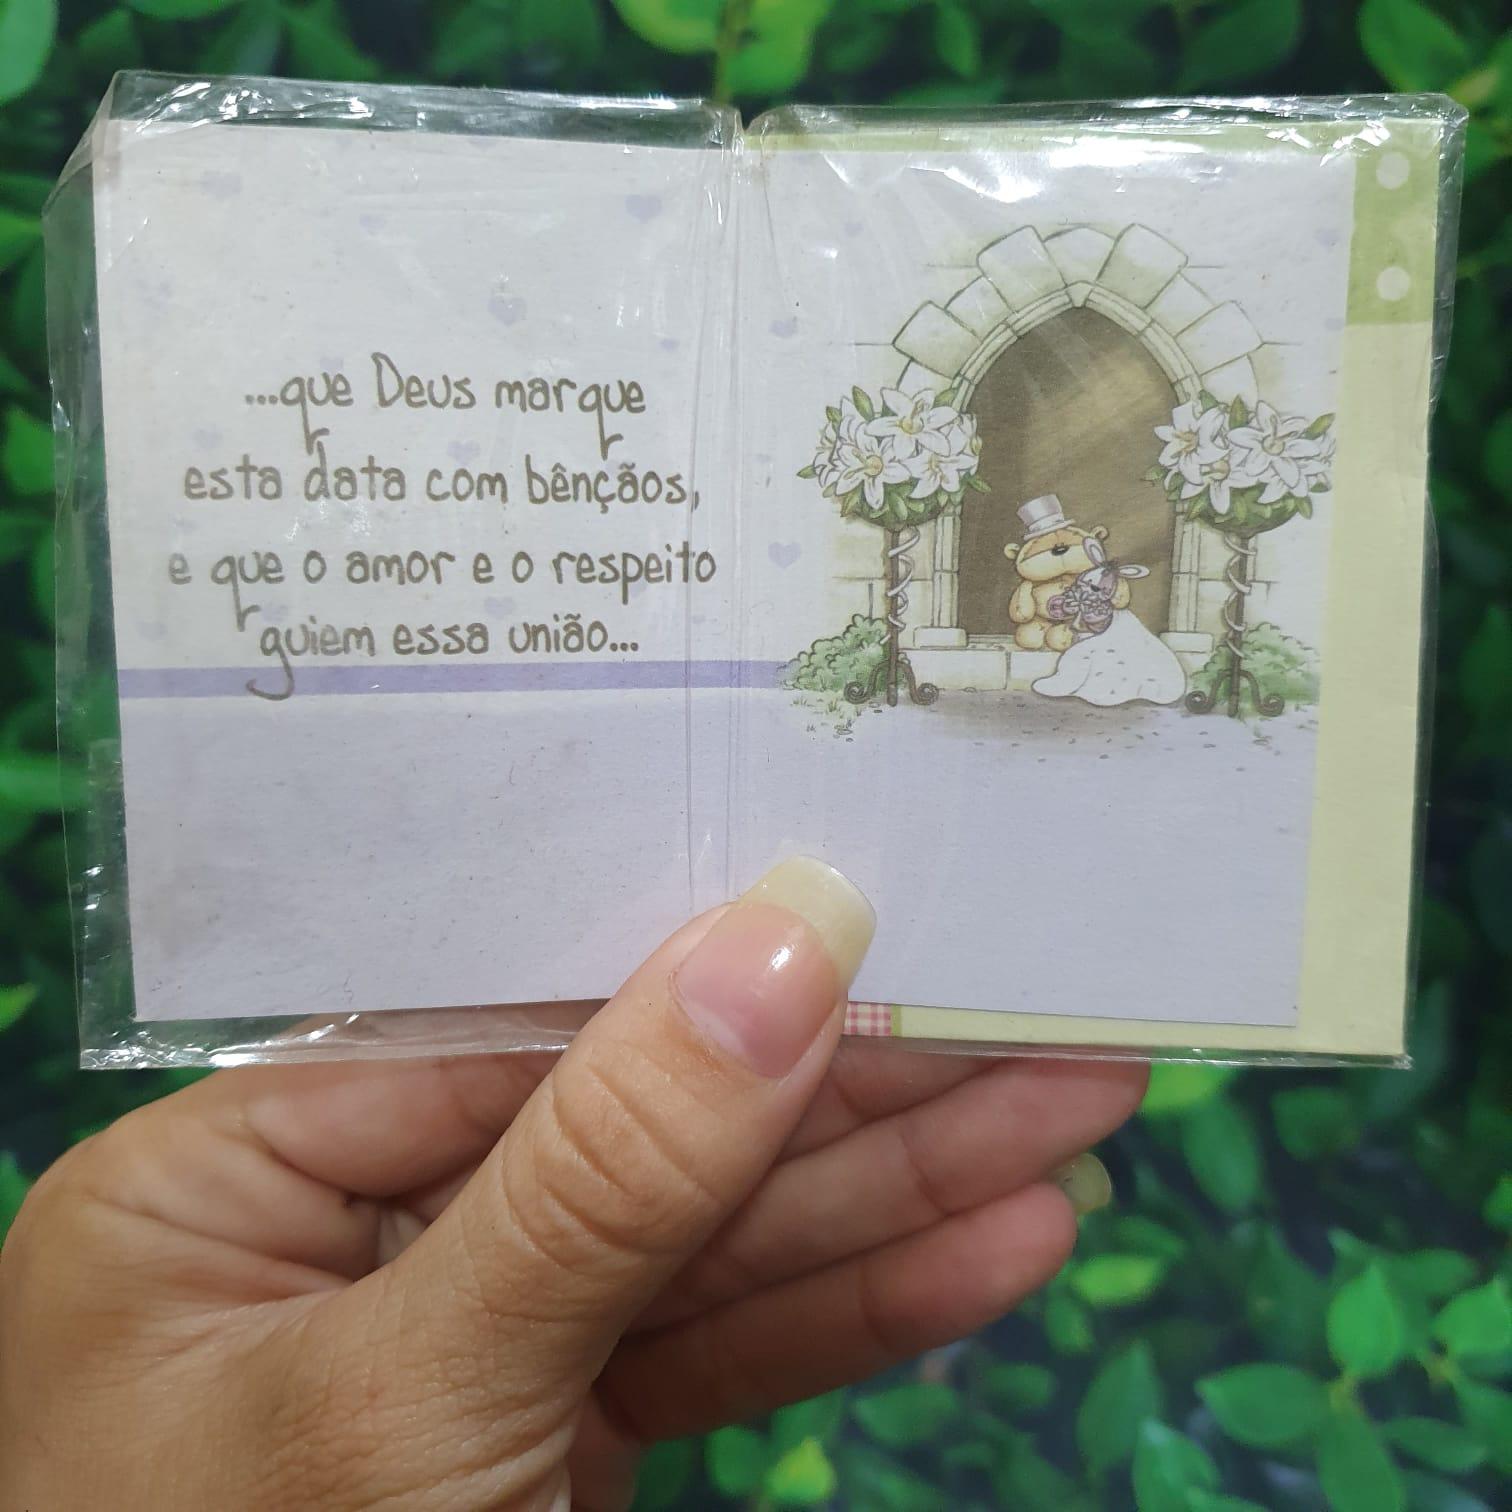 ...que Deus marque
esta data com bênçãos,
e que o amor e o respeito
guiem essa união...